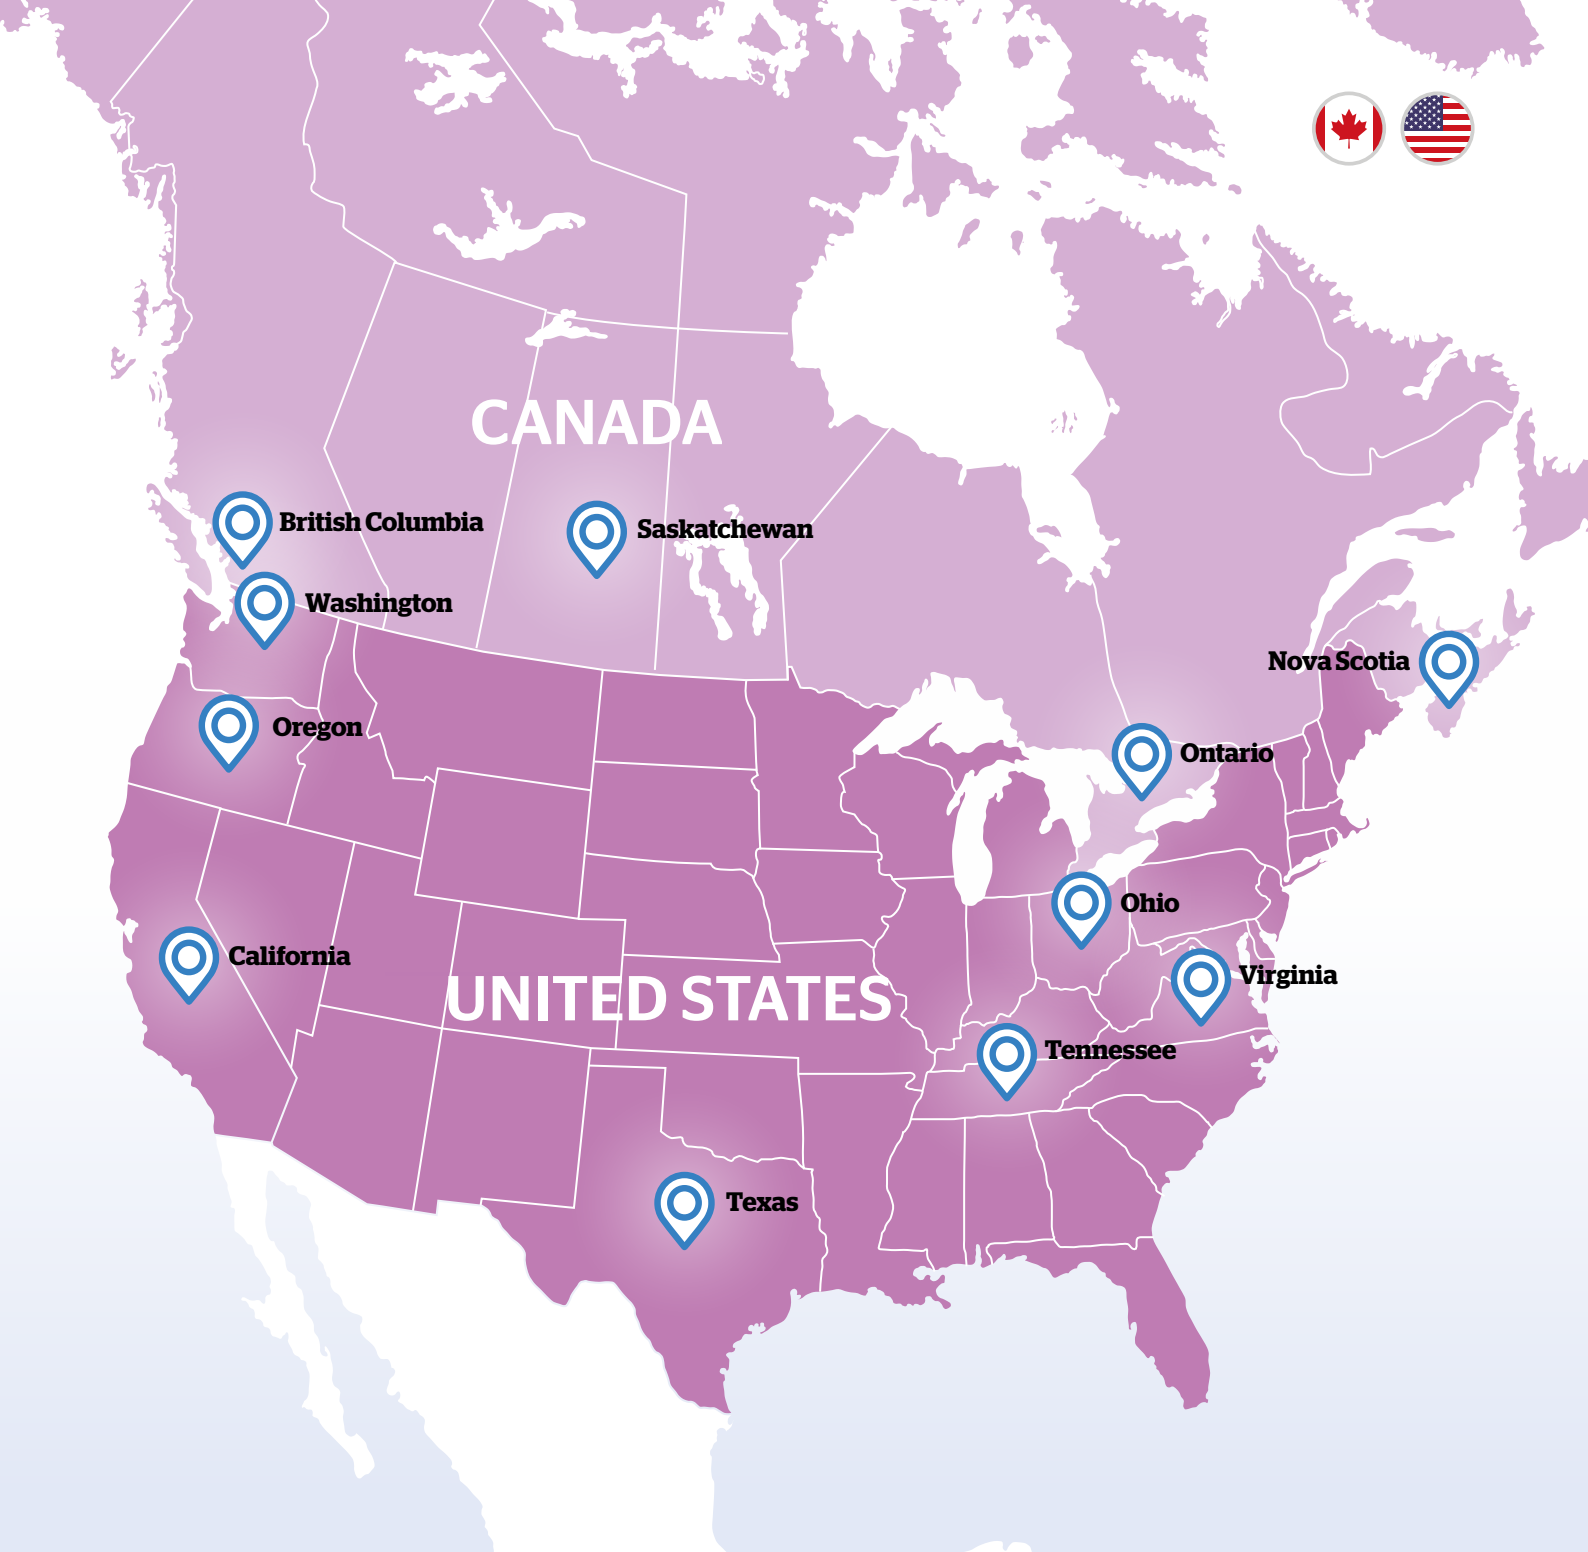 CANADA
British Columbia
Saskatchewan
Washington
Nova Scotia
Oregon
Ontario
Ohio
California
Virginia
UNITED STATES
Tennessee
Texas